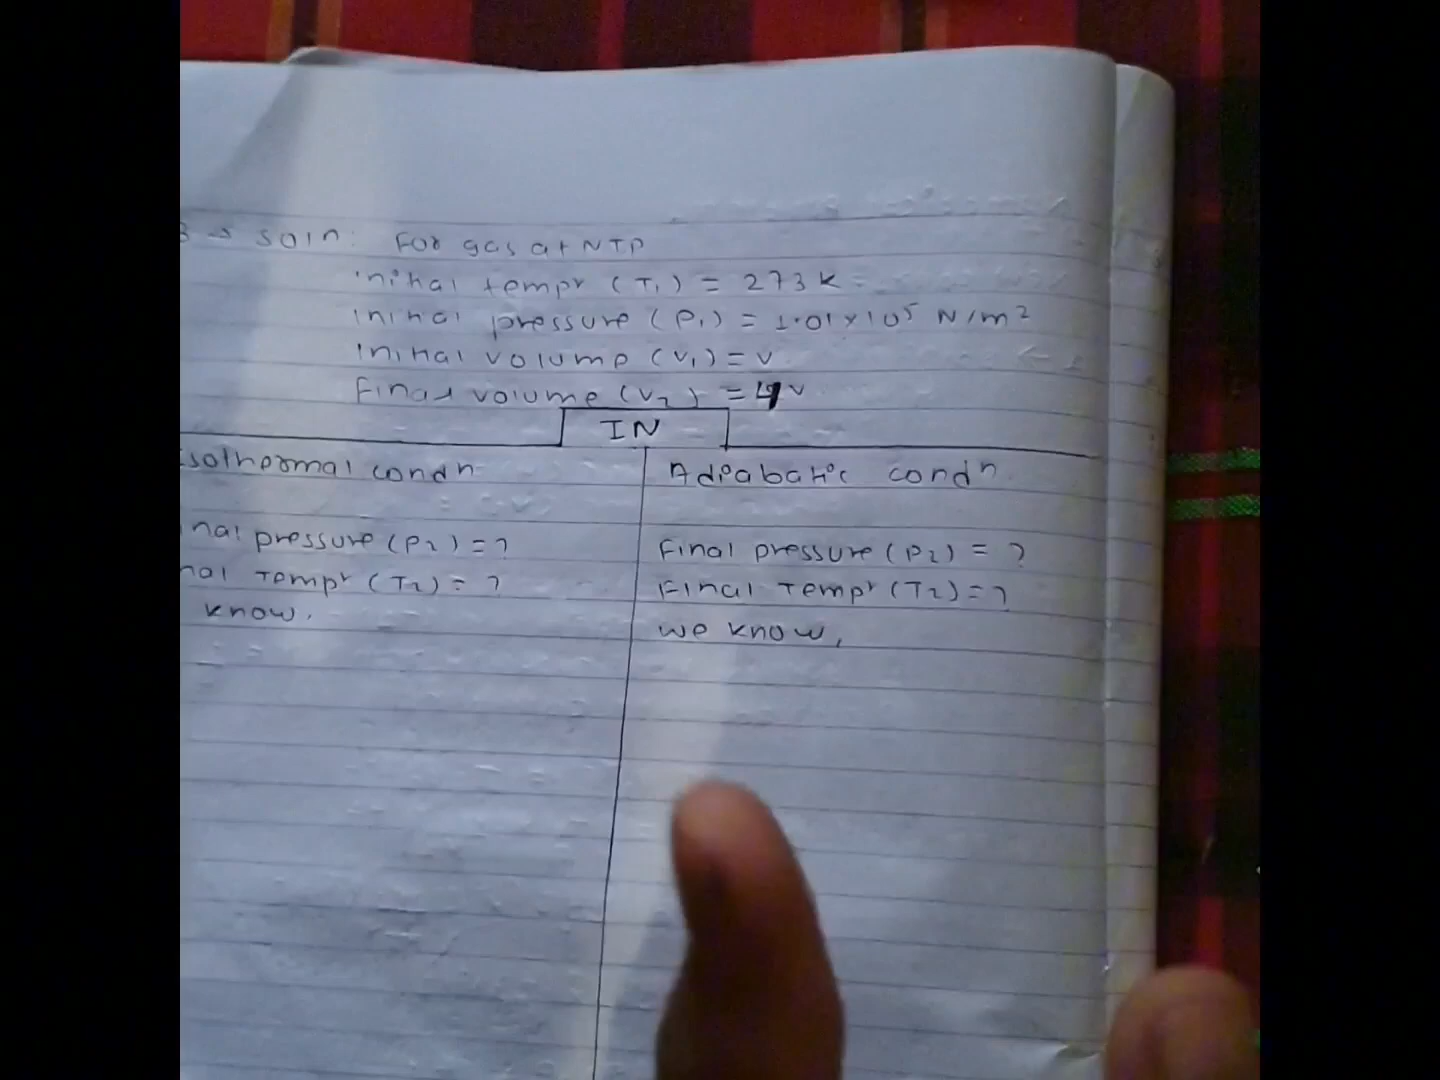 3 → soln: For gas at NTP
initial tempr (T₁) = 273 K
initial pressure (P₁) = 1.01 × 10⁵ N/m²
initial volume (V₁) = V
Final volume (V₂) = 4V
IN
Isothermal condn
Adiabatic condⁿ
nal pressure (P₂) = ?
Final pressure (P₂) = ?
nal Tempr (T₂) = ?
Final Tempr (T₂) = ?
know,
we know,